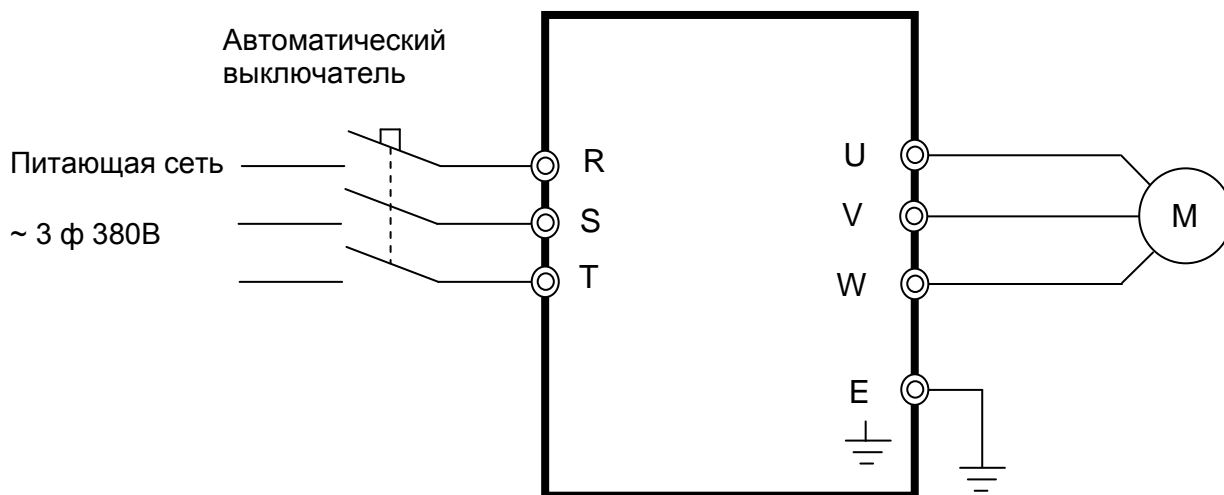 Автоматический
выключатель
Питающая сеть
~ 3 ф 380В
R
S
T
U
V
W
E
M